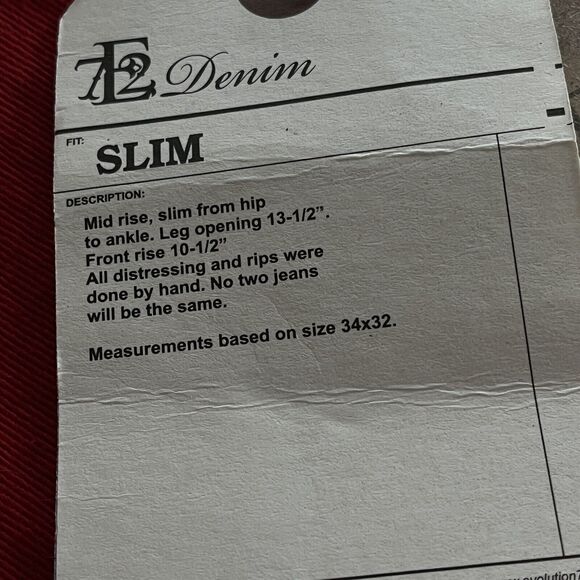 7E2 Denim
FIT: SLIM
DESCRIPTION:
Mid rise, slim from hip
to ankle. Leg opening 13-1/2”.
Front rise 10-1/2”
All distressing and rips were
done by hand. No two jeans
will be the same.
Measurements based on size 34x32.